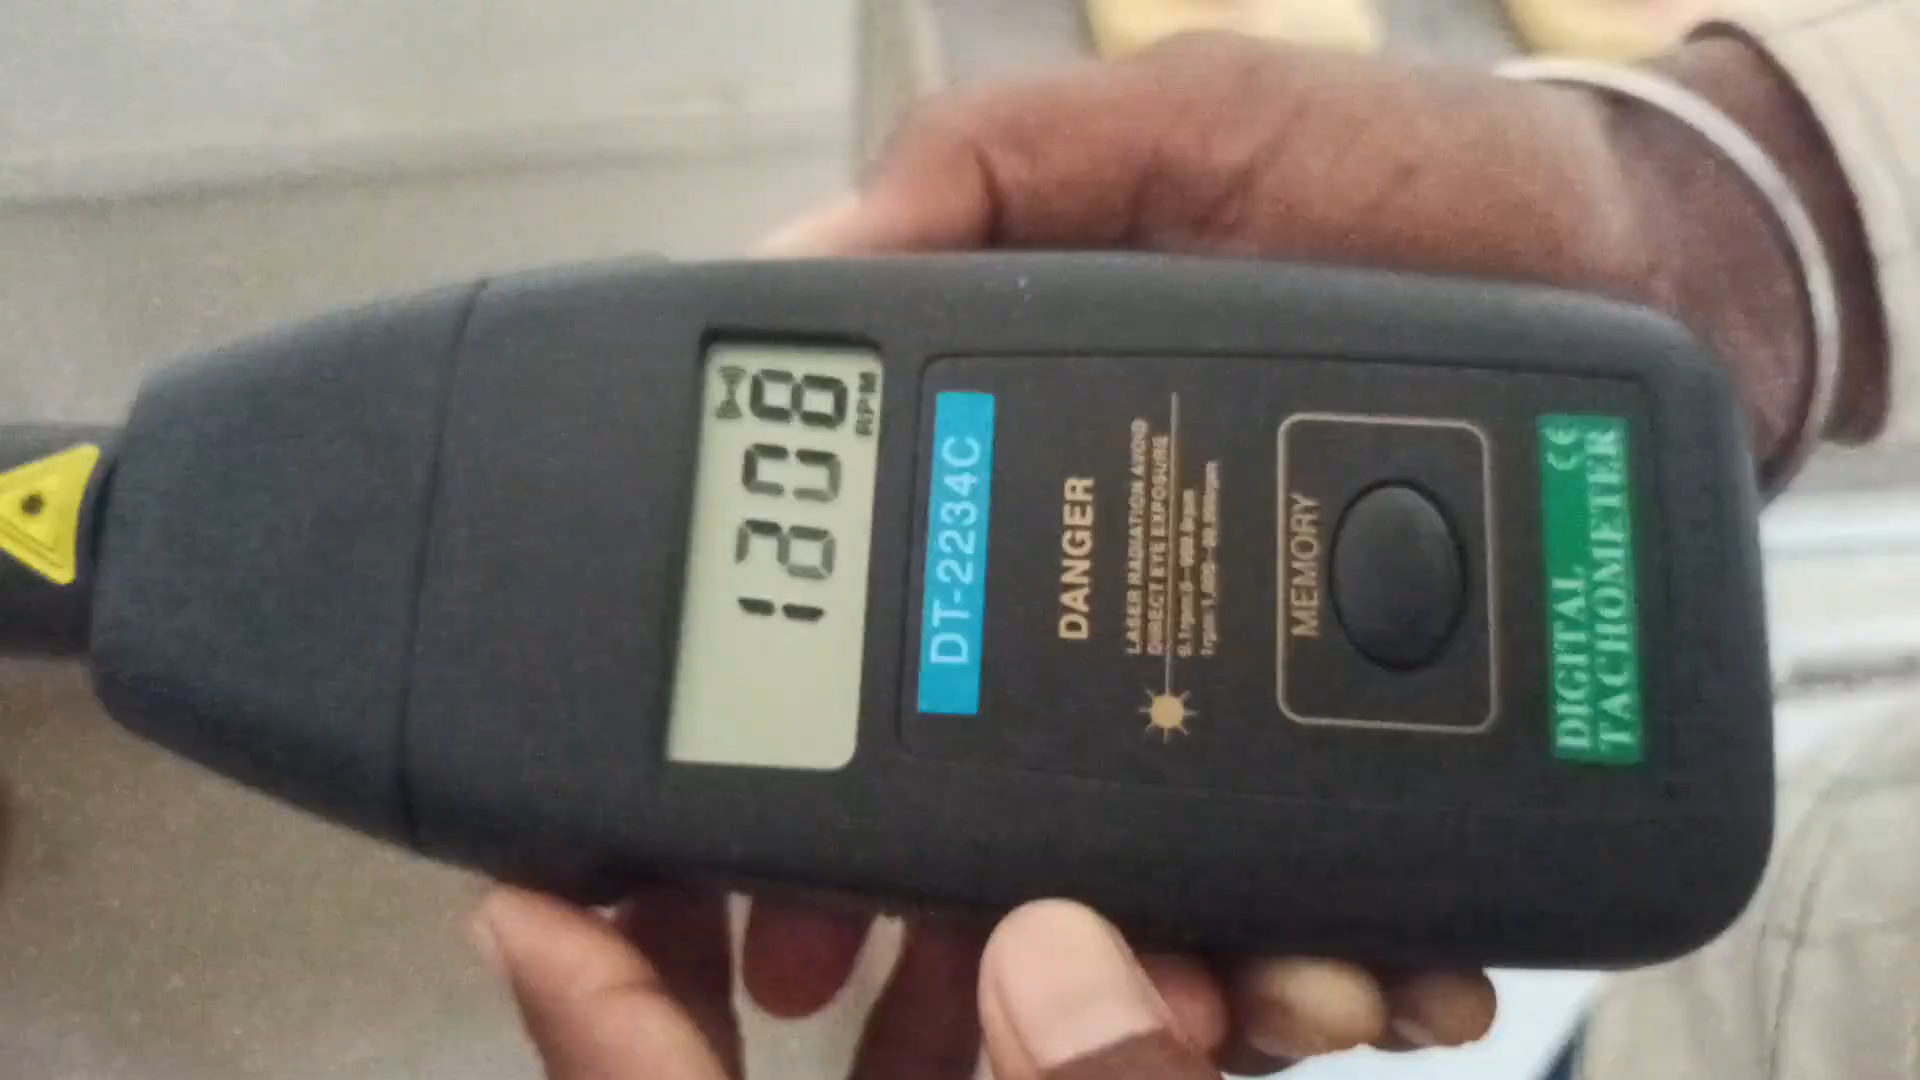 1208
RPM
DT-2234C
DANGER
LASER RADIATION AVOID
DIRECT EYE EXPOSURE
MEMORY
DIGITAL CE
TACHOMETER